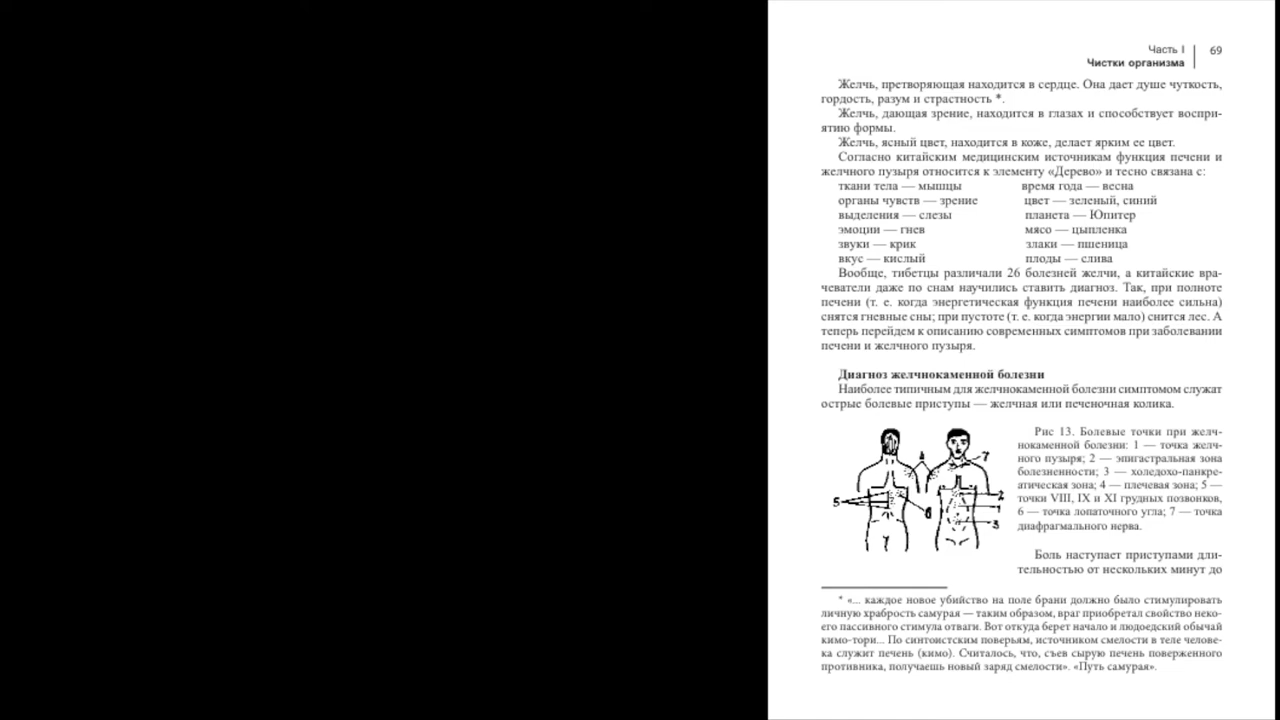 Часть I
69
Чистки организма
Желчь, претворяющая находится в сердце. Она дает душе чуткость,
гордость, разум и страстность *.
Желчь, дающая зрение, находится в глазах и способствует воспри-
ятию формы.
Желчь, ясный цвет, находится в коже, делает ярким ее цвет.
Согласно китайским медицинским источникам функция печени и
желчного пузыря относится к элементу «Дерево» и тесно связана с:
ткани тела — мышцы время года — весна
органы чувств — зрение цвет — зеленый, синий
выделения — слезы планета — Юпитер
эмоции — гнев мясо — цыпленка
звуки — крик злаки — пшеница
вкус — кислый плоды — слива
Вообще, тибетцы различали 26 болезней желчи, а китайские вра-
чеватели даже по снам научились ставить диагноз. Так, при полноте
печени (т. е. когда энергетическая функция печени наиболее сильна)
снятся гневные сны; при пустоте (т. е. когда энергии мало) снится лес. А
теперь перейдем к описанию современных симптомов при заболевании
печени и желчного пузыря.
Диагноз желчнокаменной болезни
Наиболее типичным для желчнокаменной болезни симптомом служат
острые болевые приступы — желчная или печеночная колика.
4
7
5
6
2
1
3
Рис 13. Болевые точки при желч-
нокаменной болезни: 1 — точка желч-
ного пузыря; 2 — эпигастральная зона
болезненности; 3 — холедохо-панкре-
атическая зона; 4 — плечевая зона; 5 —
точки VIII, IX и XI грудных позвонков,
6 — точка лопаточного угла; 7 — точка
диафрагмального нерва.
Боль наступает приступами дли-
тельностью от нескольких минут до
* «... каждое новое убийство на поле брани должно было стимулировать
личную храбрость самурая — таким образом, враг приобретал свойство неко-
его пассивного стимула отваги. Вот откуда берет начало и людоедский обычай
кимо-тори... По синтоистским поверьям, источником смелости в теле челове-
ка служит печень (кимо). Считалось, что, съев сырую печень поверженного
противника, получаешь новый заряд смелости». «Путь самурая».